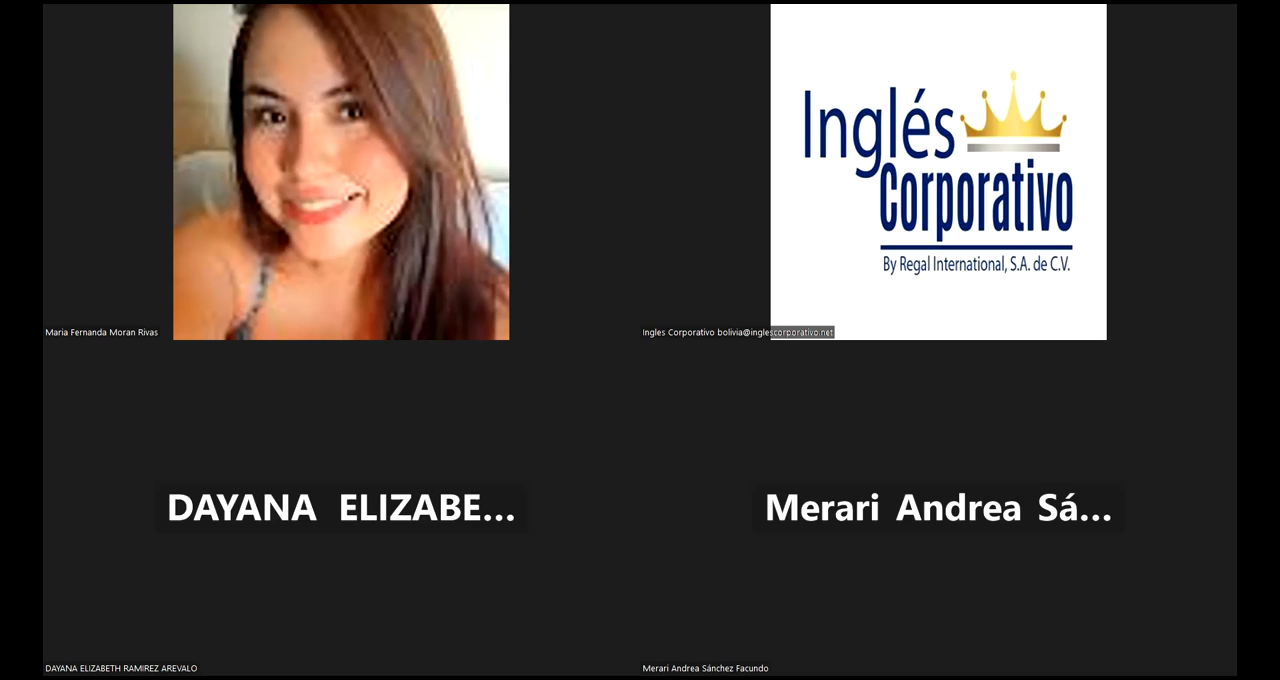 Inglés
Corporativo
By Regal International, S.A. de C.V.
Maria Fernanda Moran Rivas
Ingles Corporativo bolivia@inglescorporativo.net
DAYANA ELIZABE...
Merari Andrea Sá...
DAYANA ELIZABETH RAMIREZ AREVALO
Merari Andrea Sánchez Facundo